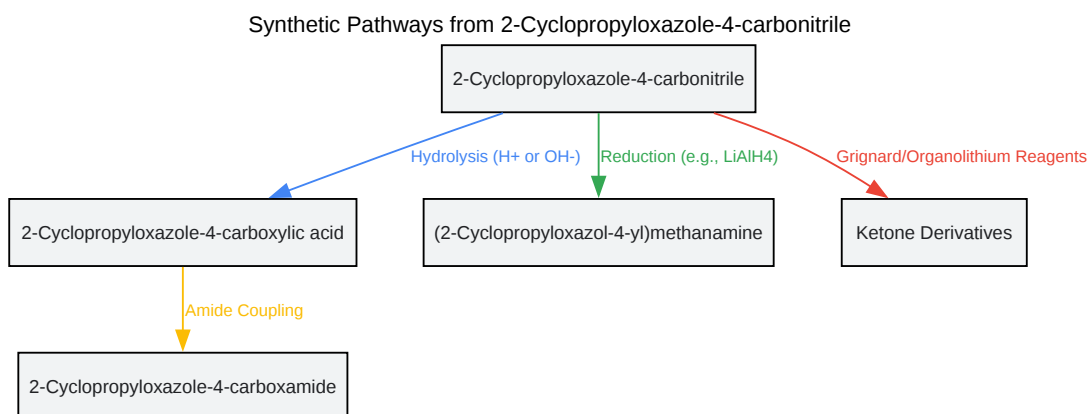 Synthetic Pathways from 2-Cyclopropyloxazole-4-carbonitrile
2-Cyclopropyloxazole-4-carbonitrile
Hydrolysis (H+ or OH-)
Reduction (e.g., LiAlH4)
Grignard/Organolithium Reagents
2-Cyclopropyloxazole-4-carboxylic acid
(2-Cyclopropyloxazol-4-yl)methanamine
Ketone Derivatives
Amide Coupling
2-Cyclopropyloxazole-4-carboxamide